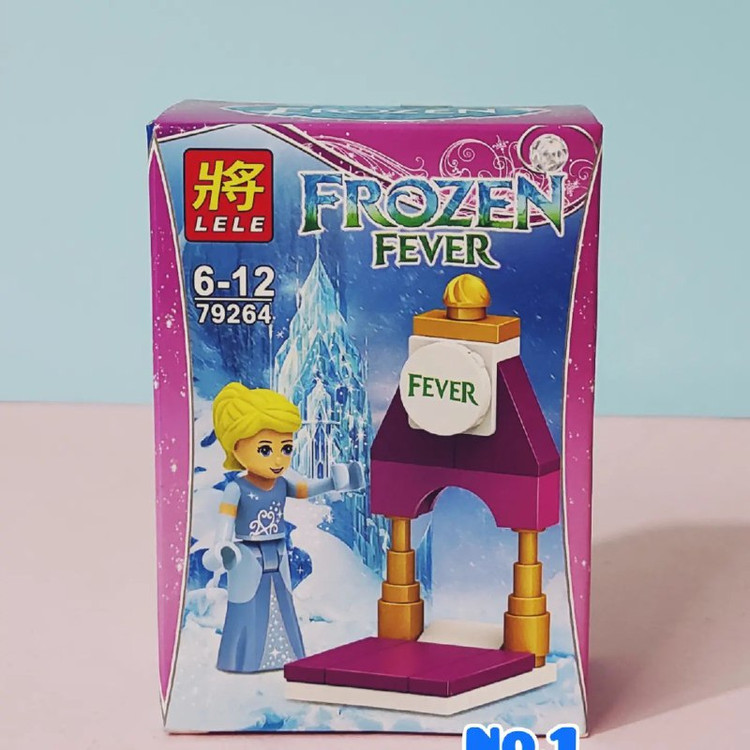 將
LELE
FROZEN
FEVER
6-12
79264
FEVER
No.1